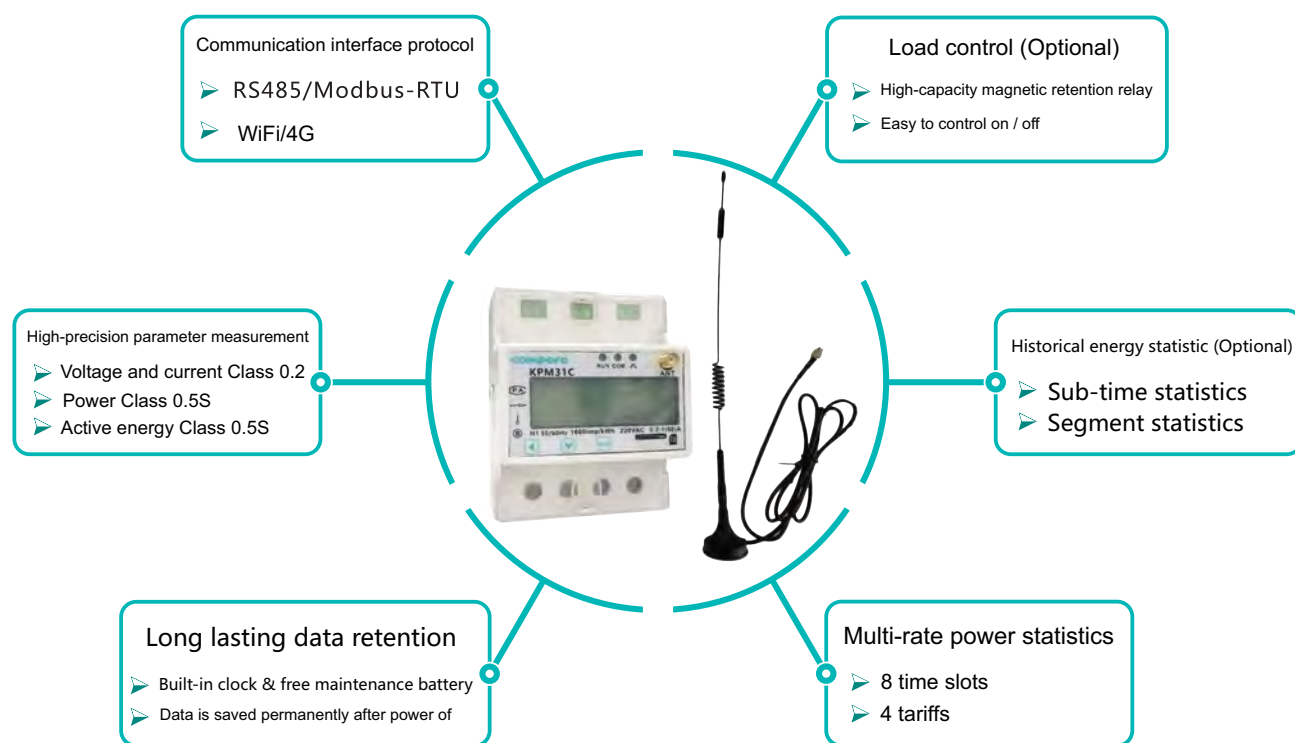 Communication interface protocol
RS485/Modbus-RTU
WiFi/4G
Load control (Optional)
High-capacity magnetic retention relay
Easy to control on / off
High-precision parameter measurement
Voltage and current Class 0.2
Power Class 0.5S
Active energy Class 0.5S
compere
RUN COM
ANT
KPM31C
PA
Historical energy statistic (Optional)
Sub-time statistics
Segment statistics
Long lasting data retention
Built-in clock & free maintenance battery
Data is saved permanently after power of
Multi-rate power statistics
8 time slots
4 tariffs